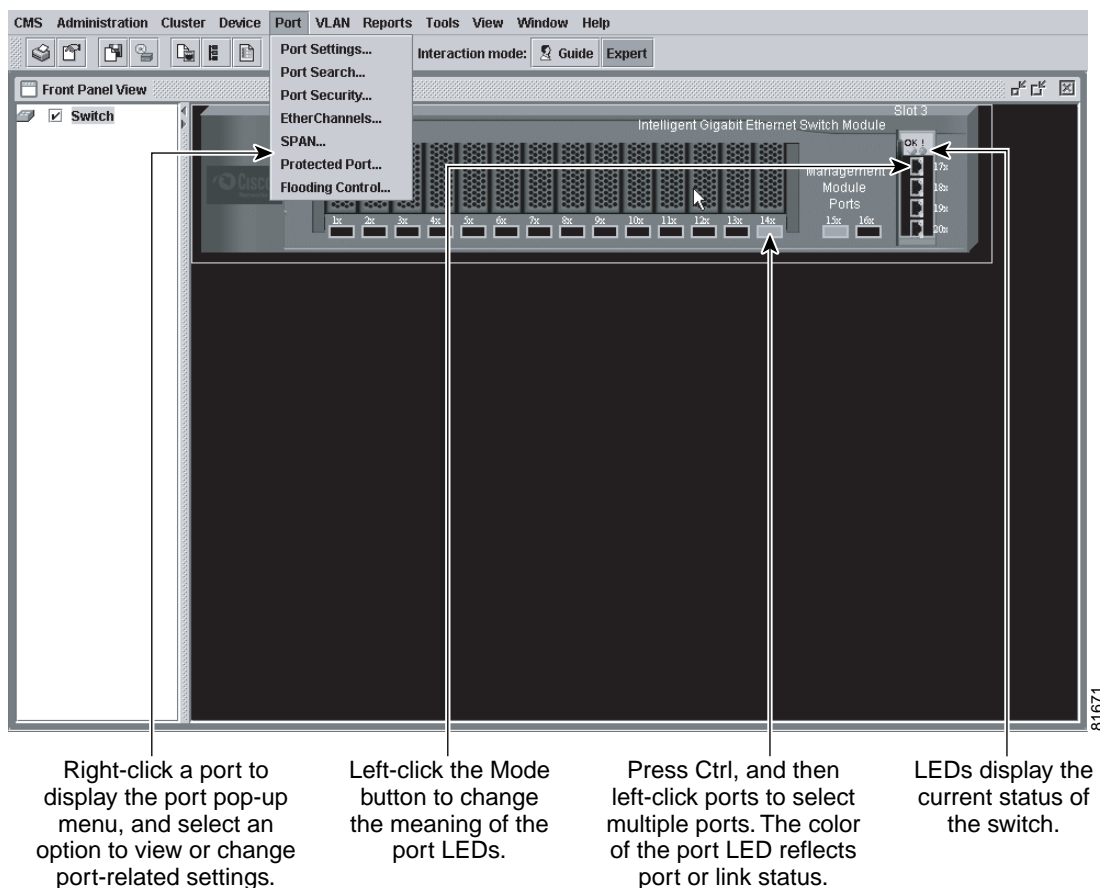 CMS Administration Cluster Device Port VLAN Reports Tools View Window Help
Port Settings...
Port Search...
Port Security...
EtherChannels...
SPAN...
Protected Port...
Flooding Control...
Interaction mode: Guide Expert
Front Panel View
Switch
Slot 3
Intelligent Gigabit Ethernet Switch Module
Cisco
OK !
Management
Module
Ports
17x
18x
19x
20x
1x 2x 3x 4x 5x 6x 7x 8x 9x 10x 11x 12x 13x 14x 15x 16x
81671
Right-click a port to
display the port pop-up
menu, and select an
option to view or change
port-related settings.
Left-click the Mode
button to change
the meaning of the
port LEDs.
Press Ctrl, and then
left-click ports to select
multiple ports. The color
of the port LED reflects
port or link status.
LEDs display the
current status of
the switch.